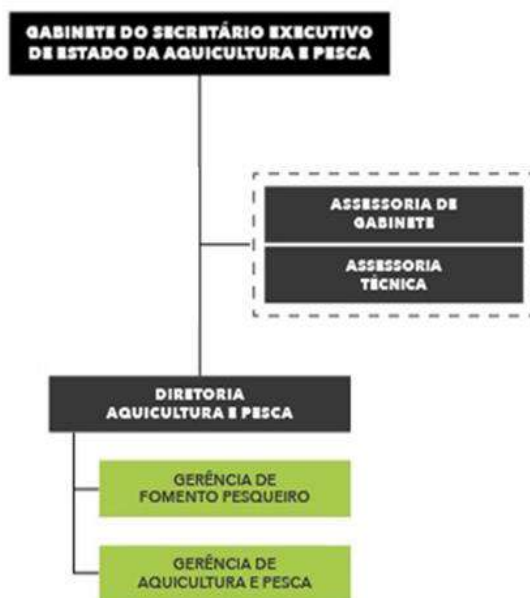 GABINETE DO SECRETÁRIO EXECUTIVO
DE ESTADO DA AQUICULTURA E PESCA
ASSESSORIA DE
GABINETE
ASSESSORIA
TÉCNICA
DIRETORIA
AQUICULTURA E PESCA
GERÊNCIA DE
FOMENTO PESQUEIRO
GERÊNCIA DE
AQUICULTURA E PESCA